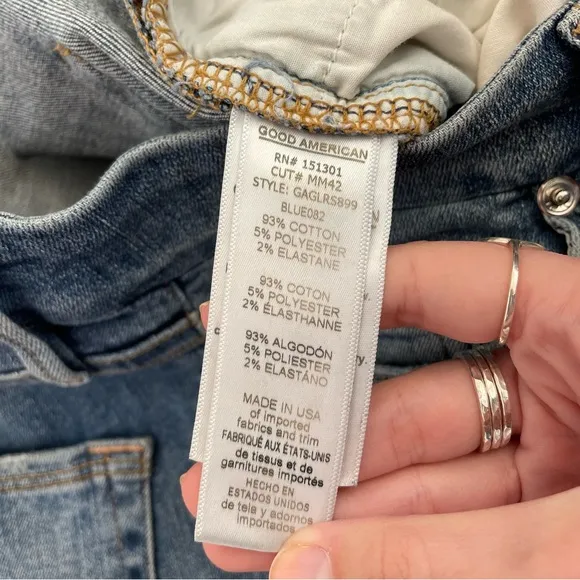 GOOD AMERICAN
RN# 151301
CUT# MM42
STYLE: GAGLRS899
BLUE082
93% COTTON
5% POLYESTER
2% ELASTANE
93% COTON
5% POLYESTER
2% ÉLASTHANNE
93% ALGODÓN
5% POLIESTER
2% ELASTÁNO
MADE IN USA
of imported
fabrics and trim
FABRIQUÉ AUX ÉTATS-UNIS
de tissus et de
garnitures importés
HECHO EN
ESTADOS UNIDOS
de tela y adornos
importados